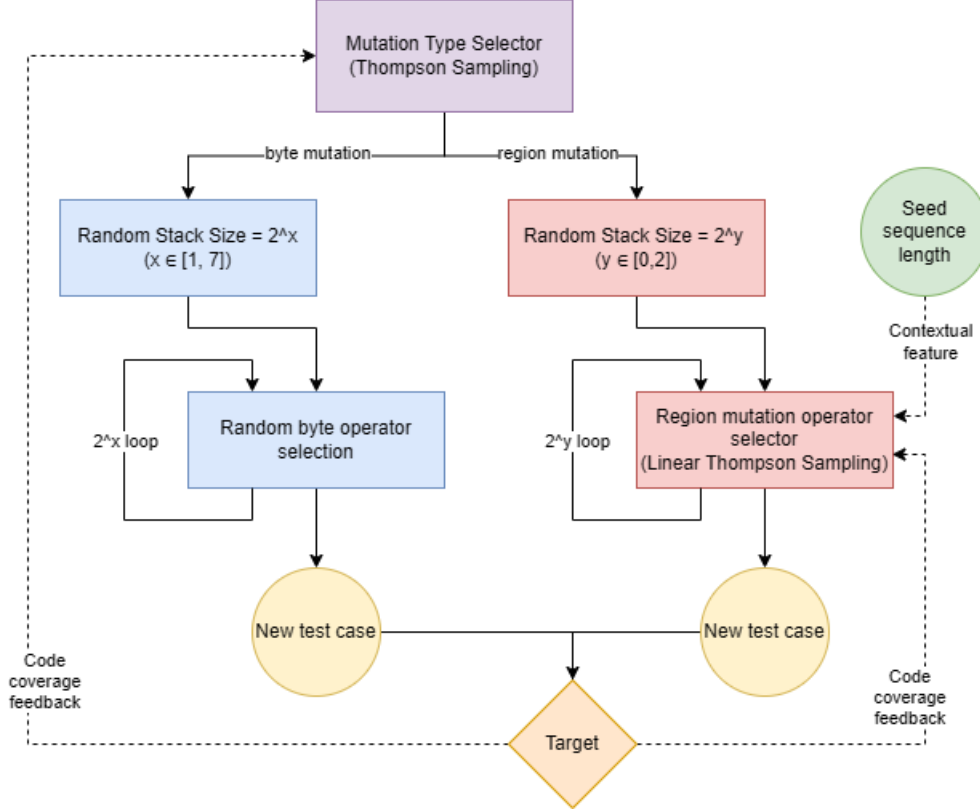 Mutation Type Selector
(Thompson Sampling)
byte mutation
region mutation
Random Stack Size = 2^x
(x ∈ [1, 7])
Random Stack Size = 2^y
(y ∈ [0,2])
Seed
sequence
length
Contextual
feature
2^x loop
Random byte operator
selection
2^y loop
Region mutation operator
selector
(Linear Thompson Sampling)
New test case
New test case
Code
coverage
feedback
Target
Code
coverage
feedback